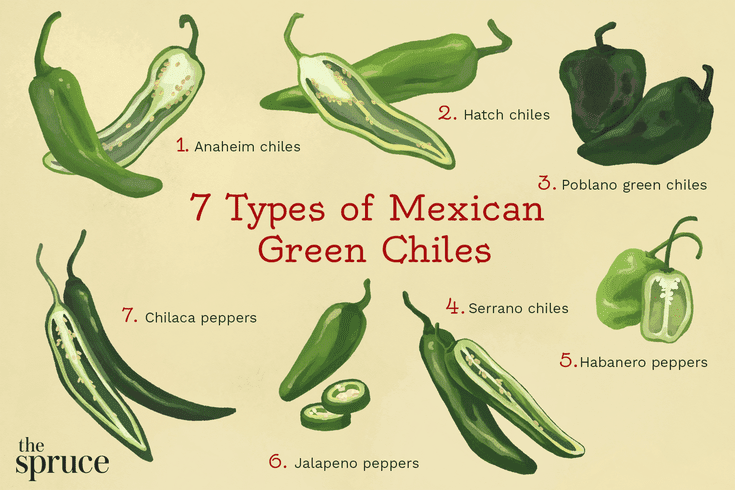 1. Anaheim chiles
2. Hatch chiles
3. Poblano green chiles
7 Types of Mexican
Green Chiles
4. Serrano chiles
5. Habanero peppers
6. Jalapeno peppers
7. Chilaca peppers
the
spruce